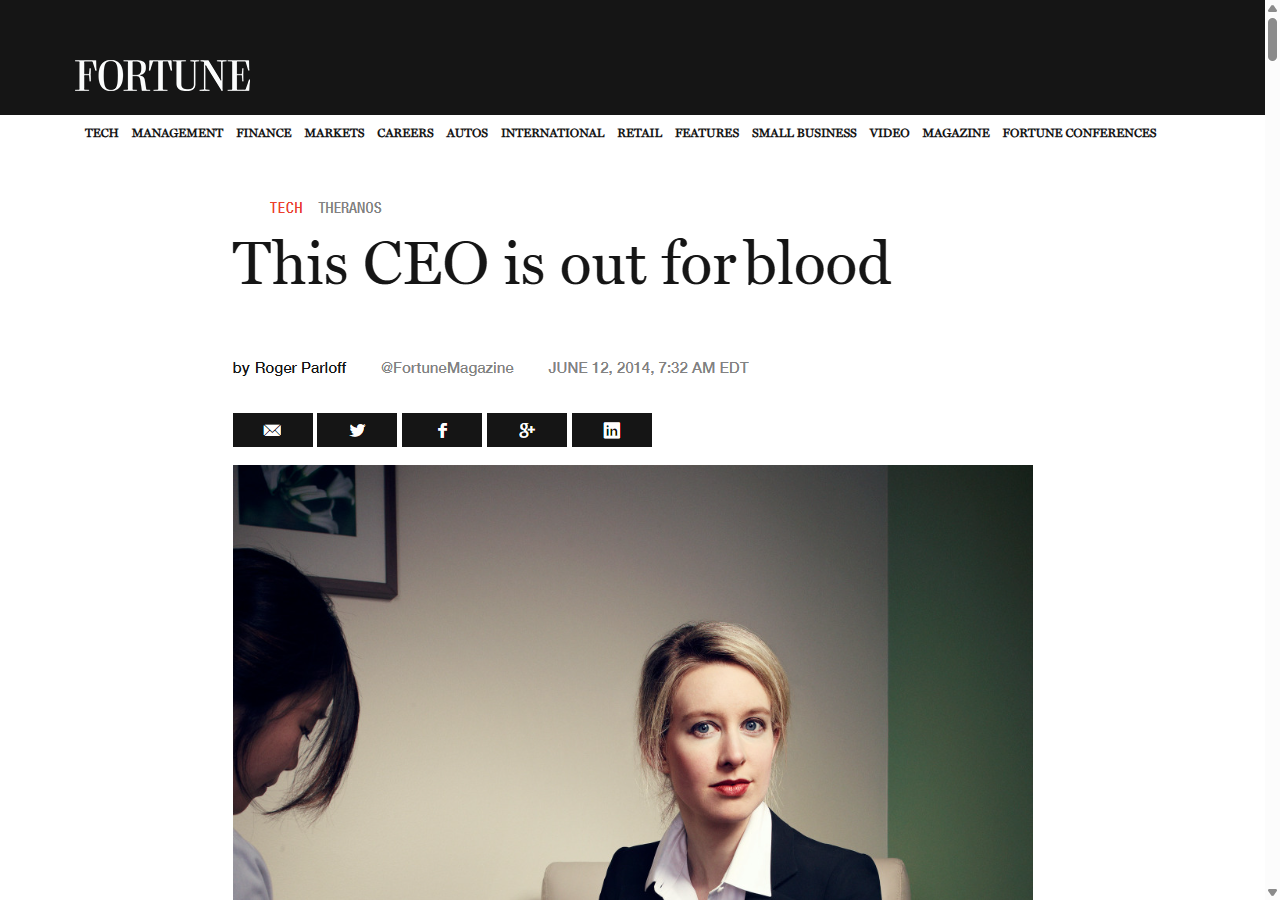 FORTUNE
TECH MANAGEMENT FINANCE MARKETS CAREERS AUTOS INTERNATIONAL RETAIL FEATURES SMALL BUSINESS VIDEO MAGAZINE FORTUNE CONFERENCES
TECH THERANOS
This CEO is out for blood
by Roger Parloff @FortuneMagazine JUNE 12, 2014, 7:32 AM EDT